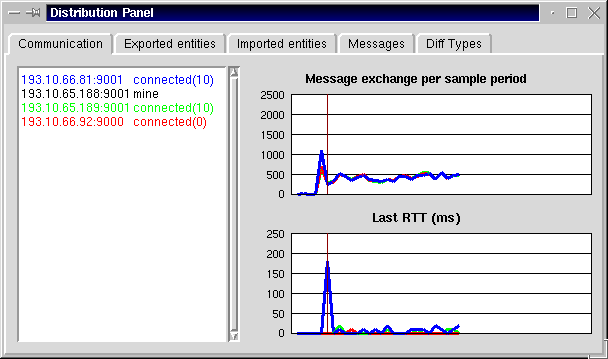 Distribution Panel
Communication Exported entities Imported entities Messages Diff Types
193.10.66.81:9001 connected(10)
193.10.65.188:9001 mine
193.10.65.189:9001 connected(10)
193.10.66.92:9000 connected(0)
Message exchange per sample period
2500
2000
1500
1000
500
0
Last RTT (ms)
250
200
150
100
50
0